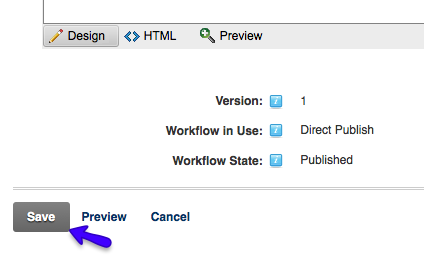 Design HTML Preview
Version: 1
Workflow in Use: Direct Publish
Workflow State: Published
Save Preview Cancel